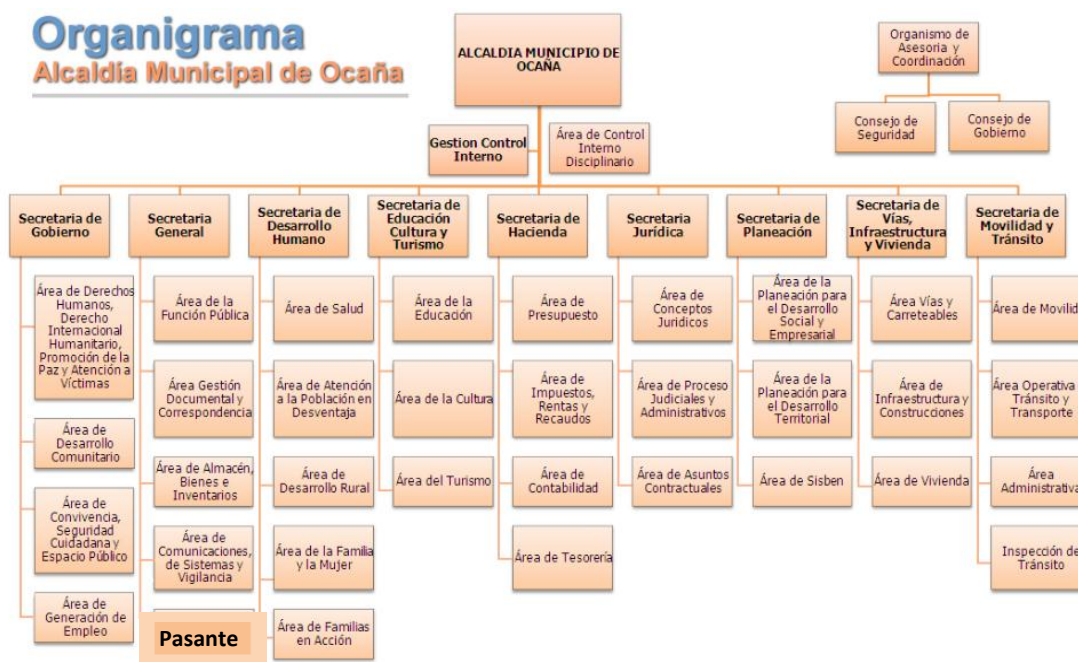 Organigrama
Alcaldía Municipal de Ocaña
ALCALDIA MUNICIPIO DE
OCAÑA
Organismo de
Asesoria y
Coordinación
Consejo de
Seguridad
Consejo de
Gobierno
Gestion Control
Interno
Área de Control
Interno
Disciplinario
Secretaria de
Gobierno
Secretaria
General
Secretaria de
Desarrollo
Humano
Secretaria de
Educación
Cultura y
Turismo
Secretaria de
Hacienda
Secretaria
Jurídica
Secretaria de
Planeación
Secretaria de
Vías,
Infraestructura
y Vivienda
Secretaria de
Movilidad y
Tránsito
Área de Derechos
Humanos,
Derecho
Internacional
Humanitario,
Promoción de la
Paz y Atención a
Víctimas
Área de
Desarrollo
Comunitario
Área de
Convivencia,
Seguridad
Cuidadana y
Espacio Público
Área de
Generación de
Empleo
Área de la
Función Pública
Área Gestión
Documental y
Correspondencia
Área de Almacén,
Bienes e
Inventarios
Área de
Comunicaciones,
de Sistemas y
Vigilancia
Pasante
Área de Salud
Área de Atención
a la Población en
Desventaja
Área de
Desarrollo Rural
Área de la Familia
y la Mujer
Área de Familias
en Acción
Área de la
Educación
Área de la Cultura
Área del Turismo
Área de
Presupuesto
Área de
Impuestos,
Rentas y
Recaudos
Área de
Contabilidad
Área de Tesorería
Área de
Conceptos
Juridicos
Área de Proceso
Judiciales y
Administrativos
Área de Asuntos
Contractuales
Área de la
Planeación para
el Desarrollo
Social y
Empresarial
Área de la
Planeación para
el Desarrollo
Territorial
Área de Sisben
Área Vías y
Carreteables
Área de
Infraestructura y
Construcciones
Área de Vivienda
Área de Movilid
Área Operativa
Tránsito y
Transporte
Área
Administrativa
Inspección de
Tránsito